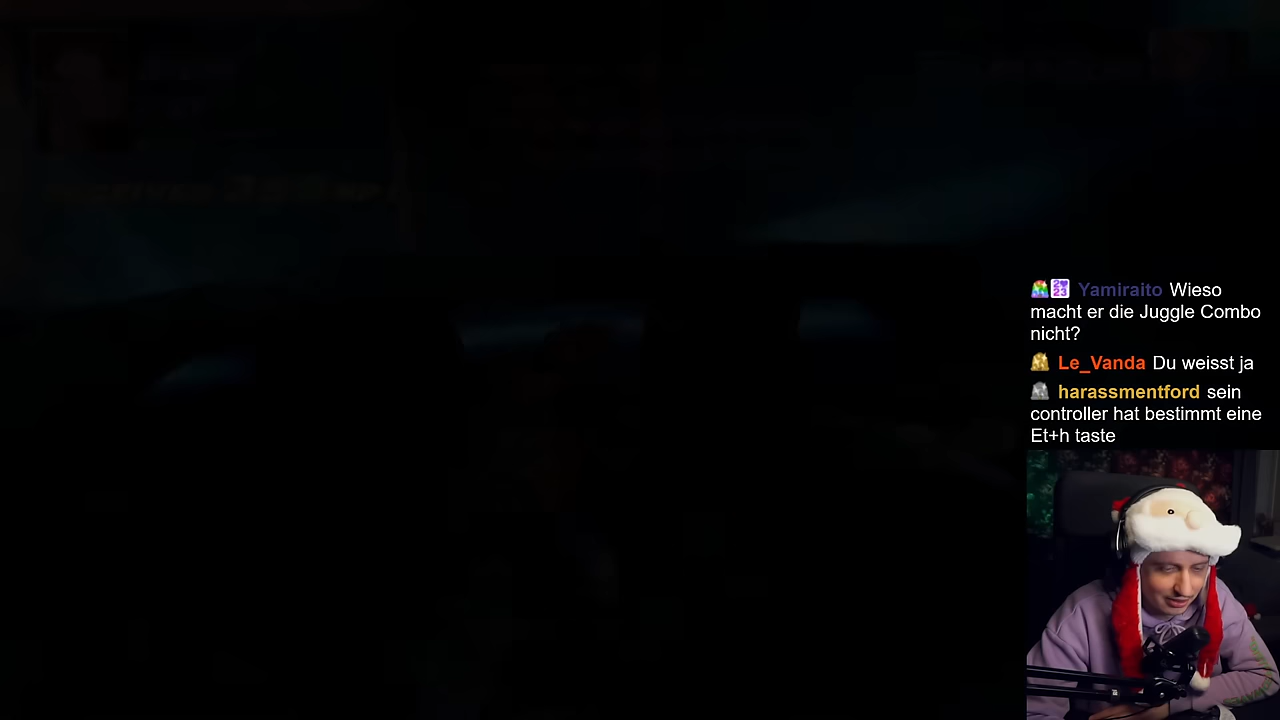 Yamiraito Wieso
macht er die Juggle Combo
nicht?
Le_Vanda Du weisst ja
harassmentford sein
controller hat bestimmt eine
Et+h taste